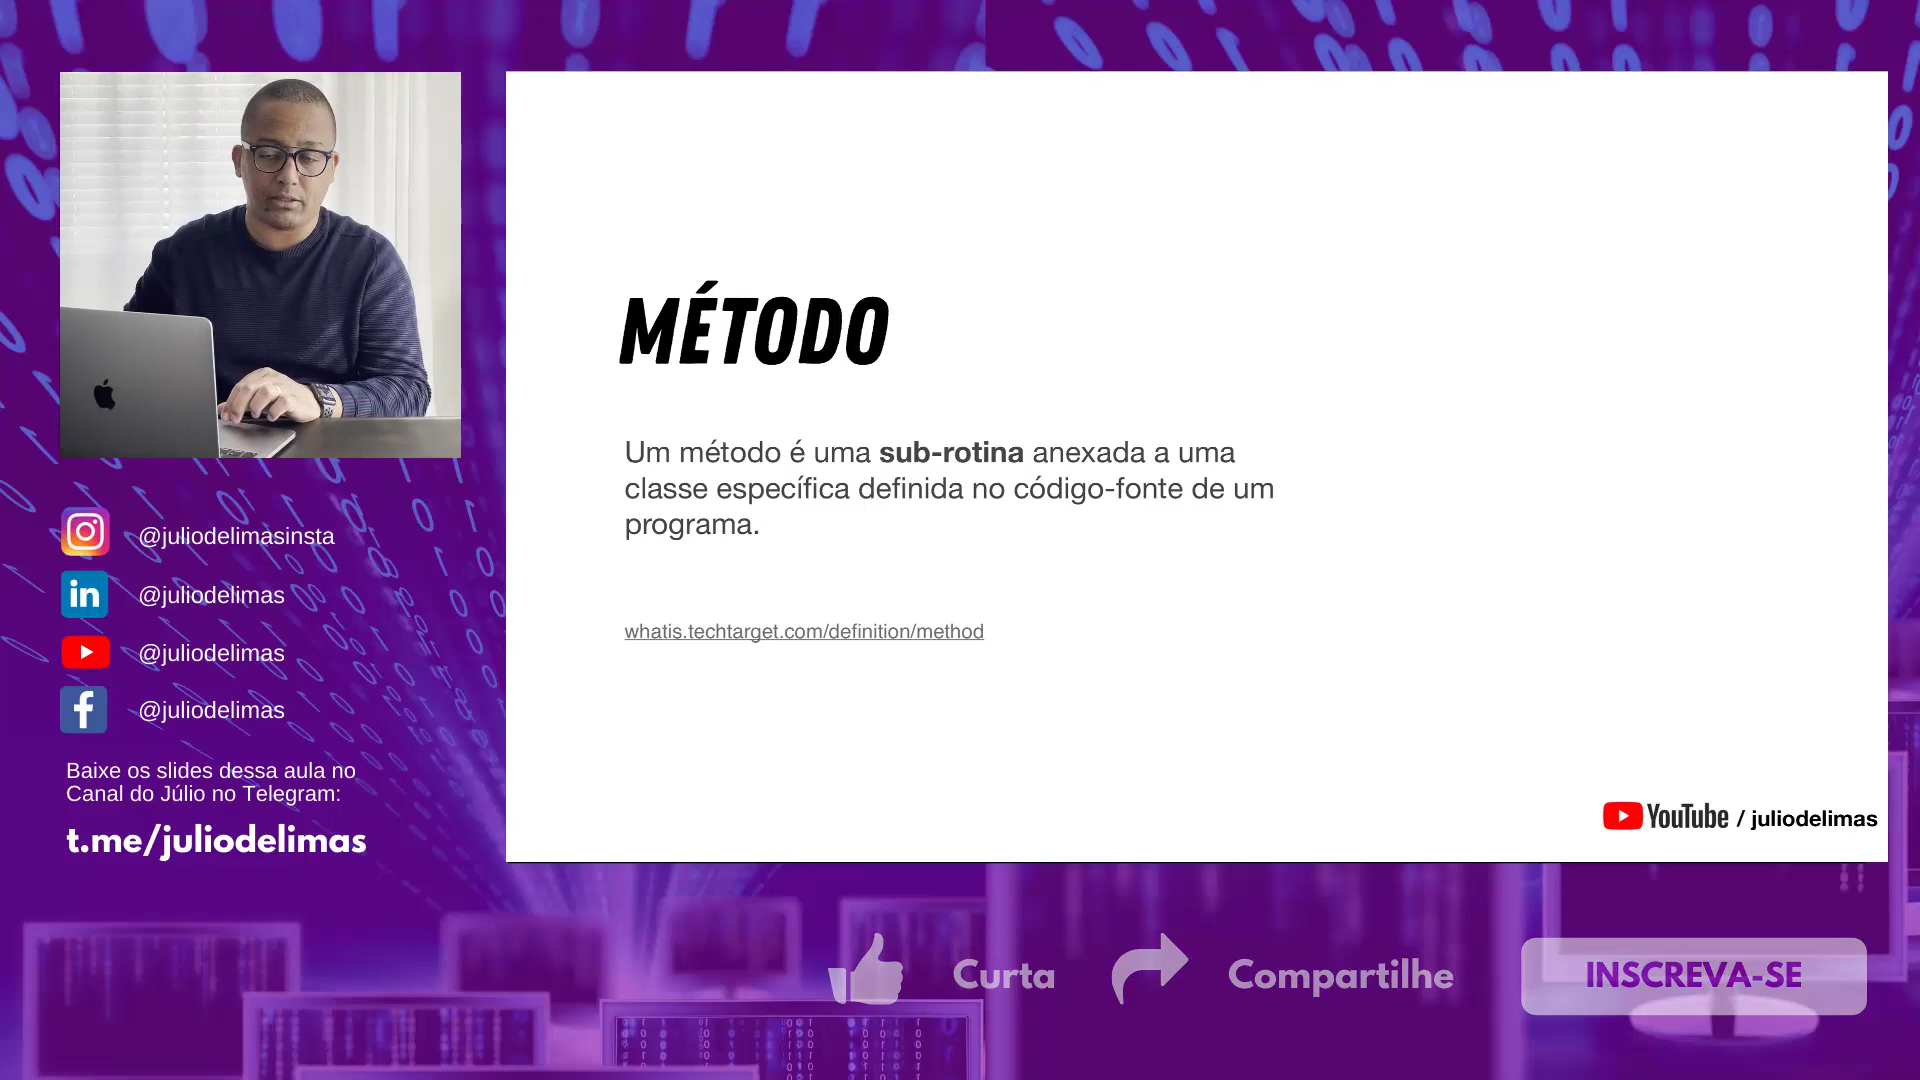 MÉTODO
Um método é uma sub-rotina anexada a uma
classe específica definida no código-fonte de um
programa.
whatis.techtarget.com/definition/method
YouTube / juliodelimas
@juliodelimasinsta
@juliodelimas
@juliodelimas
@juliodelimas
Baixe os slides dessa aula no
Canal do Júlio no Telegram:
t.me/juliodelimas
Curta
Compartilhe
INSCREVA-SE